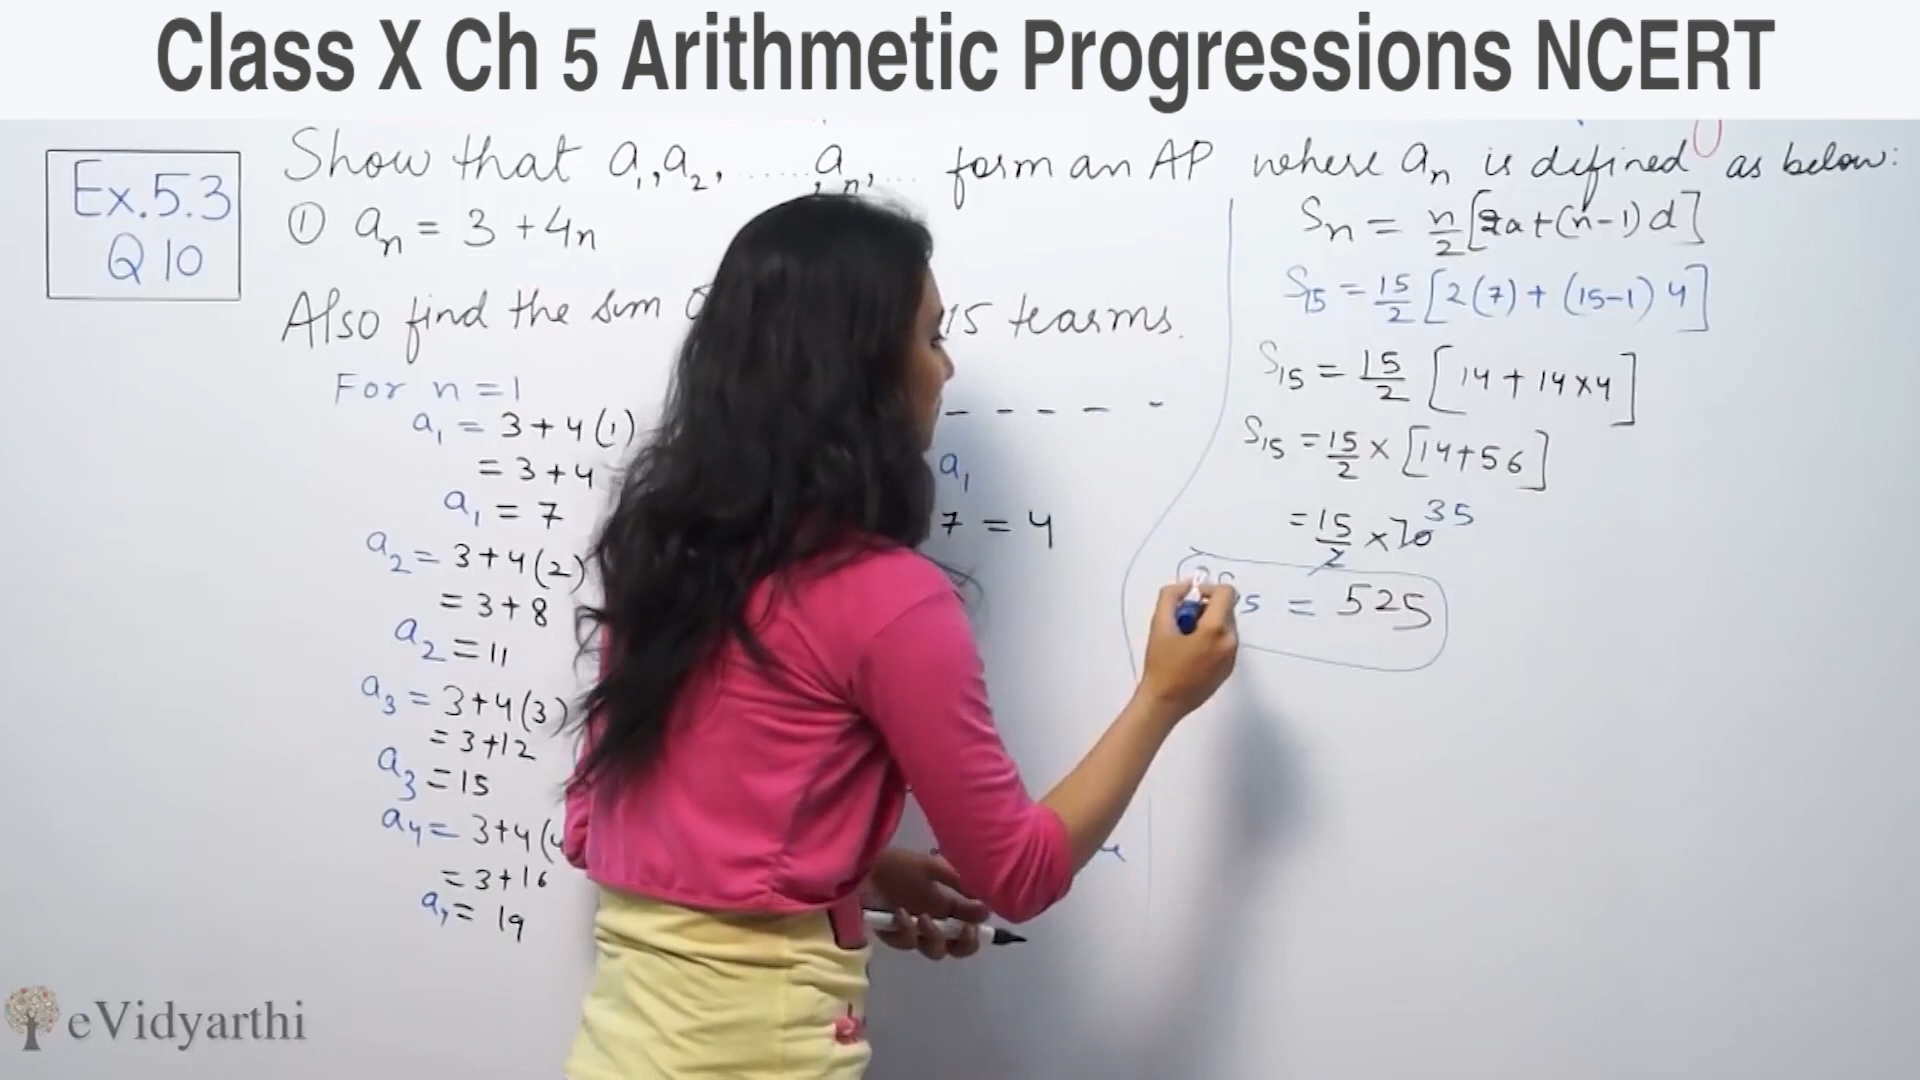 Class X Ch 5 Arithmetic Progressions NCERT
Ex.5.3
Q 10
Show that a₁,a₂, ...... ,aₙ, ... form an AP where aₙ is defined as below:
① aₙ = 3 + 4n
Also find the sum 15 tearms.
For n = 1
a₁ = 3 + 4(1)
= 3 + 4
a₁ = 7
a₂ = 3 + 4(2)
= 3 + 8
a₂ = 11
a₃ = 3 + 4(3)
= 3 + 12
a₃ = 15
a₄ = 3 + 4(4
= 3 + 16
a₄ = 19
– – – – –
a₁
7 = 4
Sₙ = n/2 [2a + (n-1) d]
S₁₅ = 15/2 [2(7) + (15-1) 4]
S₁₅ = 15/2 [14 + 14 × 4]
S₁₅ = 15/2 × [14 + 56]
= 15/2 × 70 35
= 525
eVidyarthi